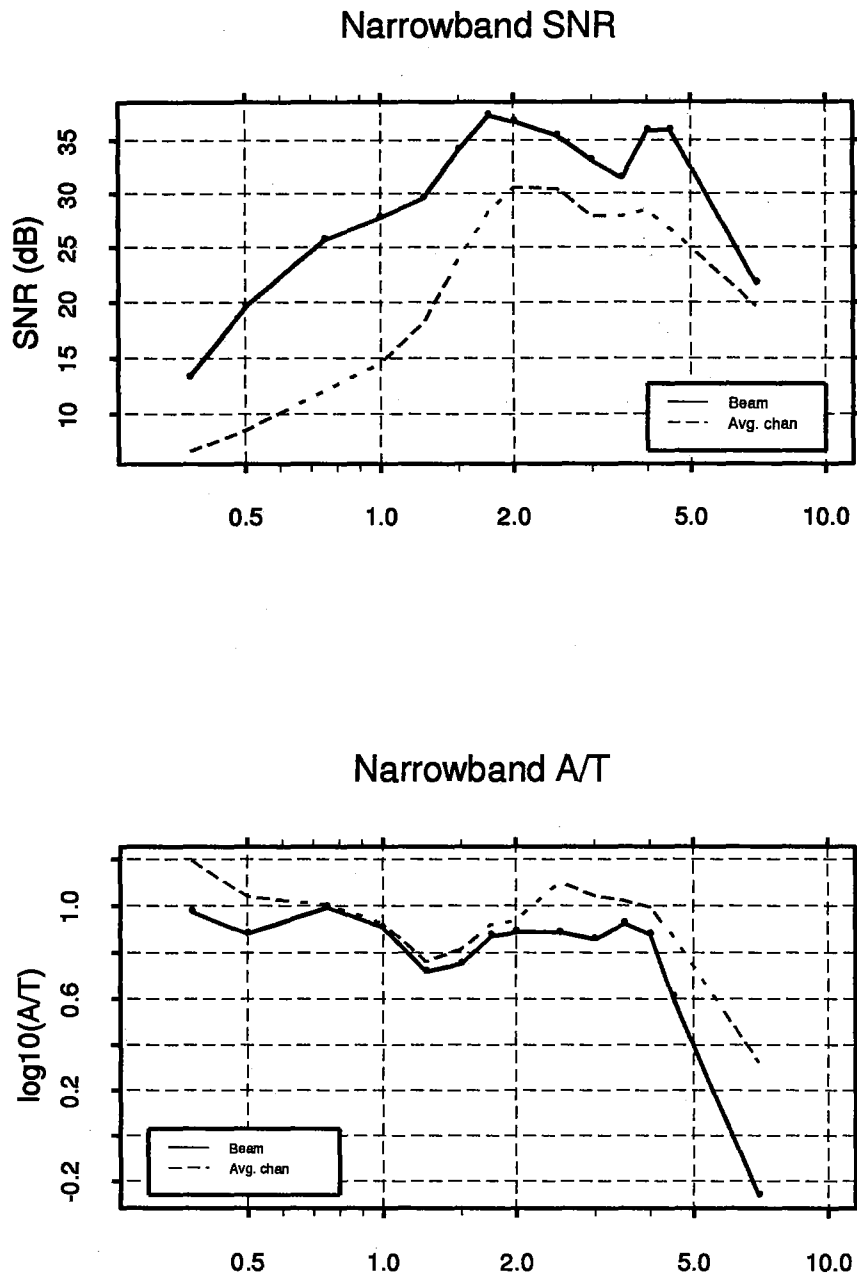 Narrowband SNR
SNR (dB)
35
30
25
20
15
10
Beam
Avg. chan
0.5 1.0 2.0 5.0 10.0
Narrowband A/T
log10(A/T)
1.0
0.6
0.2
-0.2
Beam
Avg. chan
0.5 1.0 2.0 5.0 10.0